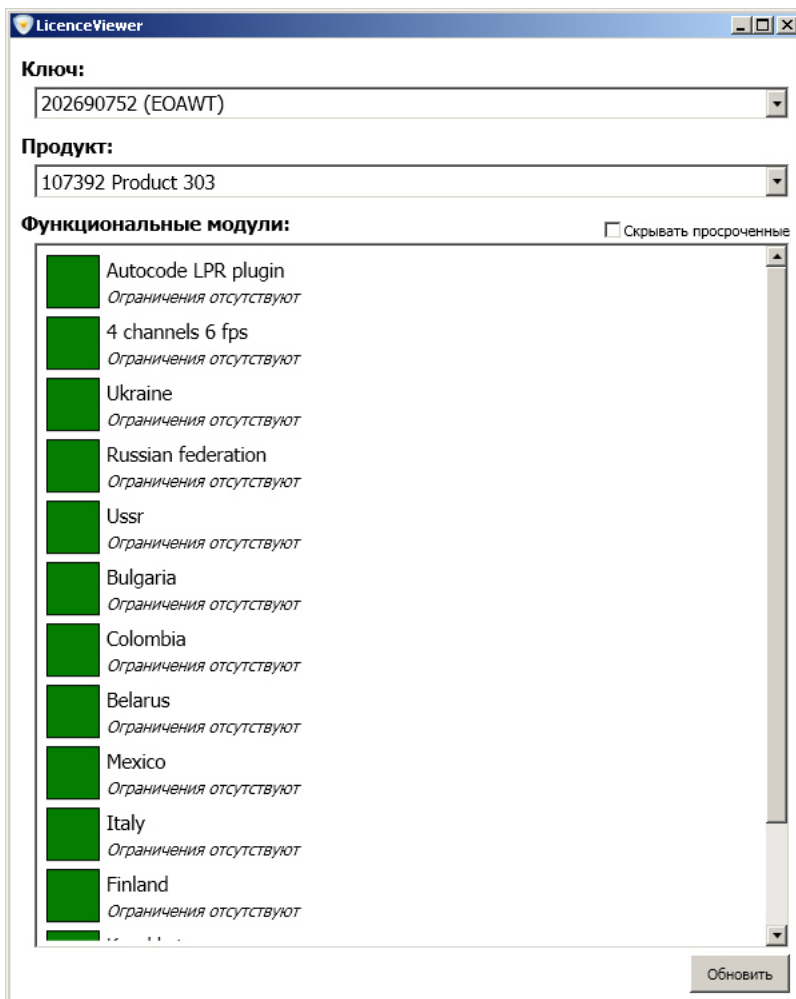 LicenceViewer
Ключ:
202690752 (EOAWT)
Продукт:
107392 Product 303
Функциональные модули:
Скрывать просроченные
Autocode LPR plugin
Ограничения отсутствуют
4 channels 6 fps
Ограничения отсутствуют
Ukraine
Ограничения отсутствуют
Russian federation
Ограничения отсутствуют
Ussr
Ограничения отсутствуют
Bulgaria
Ограничения отсутствуют
Colombia
Ограничения отсутствуют
Belarus
Ограничения отсутствуют
Mexico
Ограничения отсутствуют
Italy
Ограничения отсутствуют
Finland
Ограничения отсутствуют
Обновить